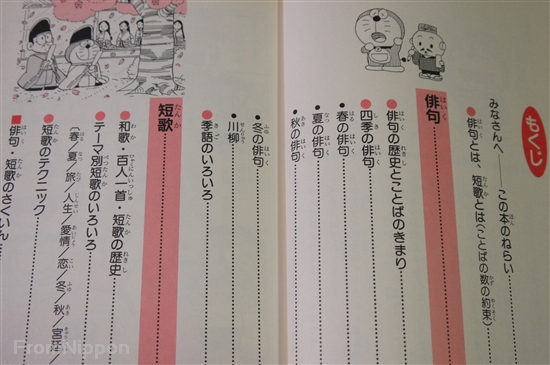 もくじ
みなさんへ――この本のねらい
●俳句とは、短歌とは（ことばの数の約束）
俳句
●俳句の歴史とことばのきまり
●四季の俳句
●春の俳句
●夏の俳句
●秋の俳句
●冬の俳句
●川柳
●季語のいろいろ
短歌
●和歌・百人一首・短歌の歴史
●テーマ別短歌のいろいろ
（春／夏／旅／人生／愛情／恋／冬／秋／宮廷／
●短歌のテクニック
■俳句・短歌のさくいん
From Nippon